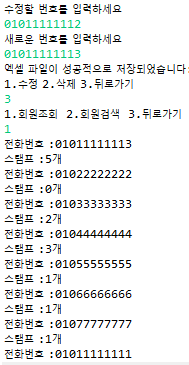 수정할 번호를 입력하세요
01011111112
새로운 번호를 입력하세요
01011111113
엑셀 파일이 성공적으로 저장되었습니다
1.수정 2.삭제 3.뒤로가기
3
1.회원조회 2.회원검색 3.뒤로가기
1
전화번호 :01011111113
스탬프 :5개
전화번호 :01022222222
스탬프 :0개
전화번호 :01033333333
스탬프 :2개
전화번호 :01044444444
스탬프 :3개
전화번호 :01055555555
스탬프 :1개
전화번호 :01066666666
스탬프 :1개
전화번호 :01077777777
스탬프 :1개
전화번호 :01011111111